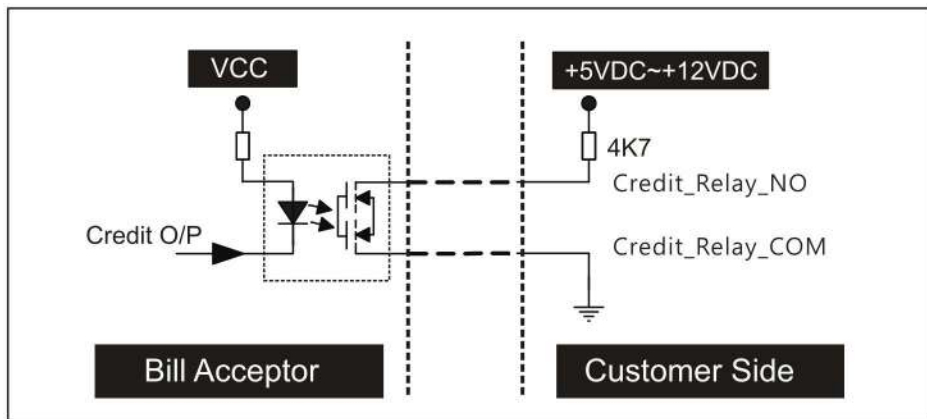 VCC
+5VDC~+12VDC
4K7
Credit_Relay_NO
Credit O/P
Credit_Relay_COM
Bill Acceptor
Customer Side